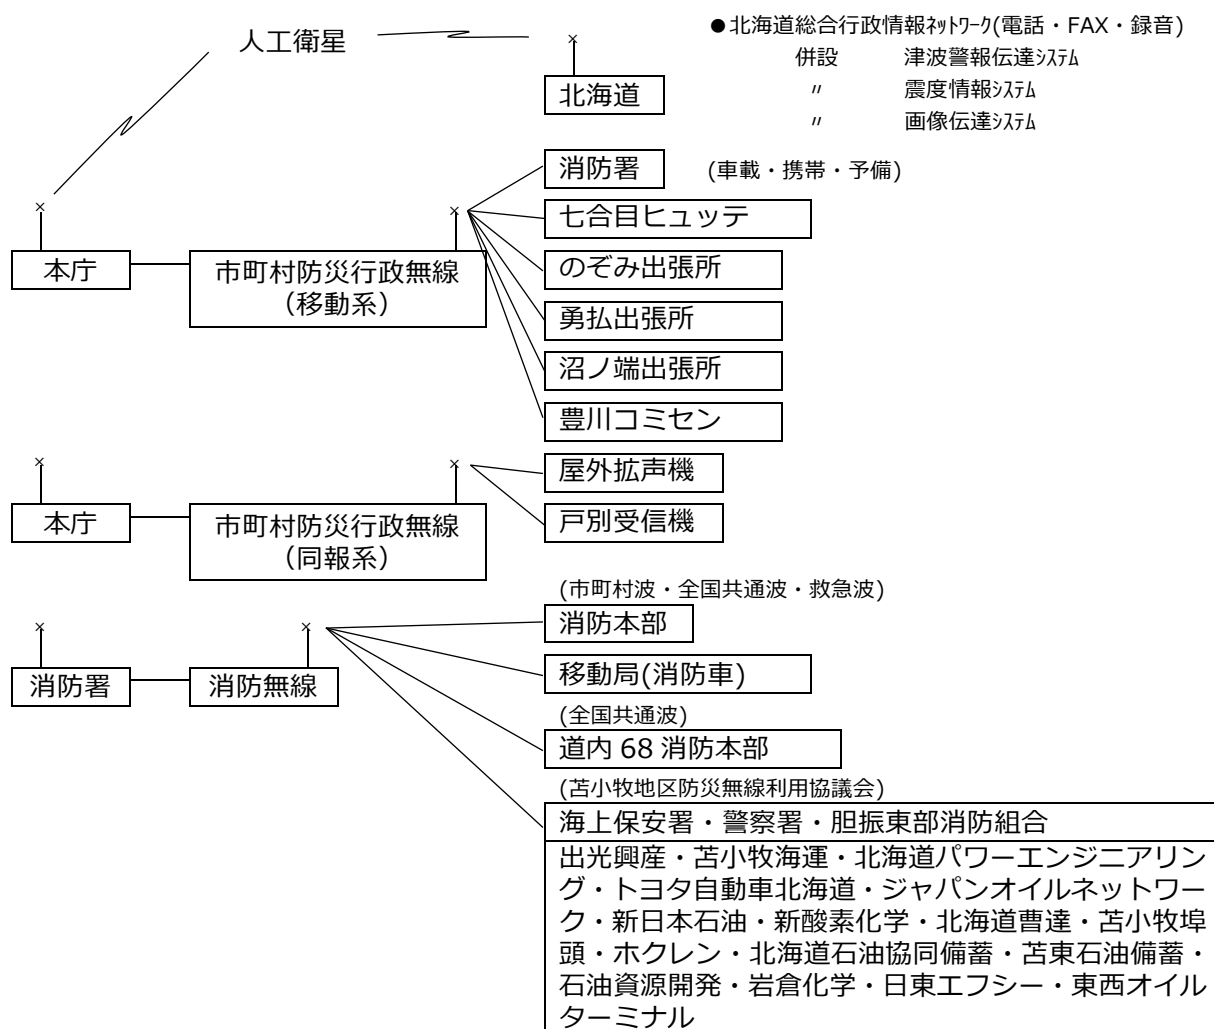 ●北海道総合行政情報ﾈｯﾄﾜｰｸ(電話・FAX・録音)
併設 津波警報伝達ｼｽﾃﾑ
〃 震度情報ｼｽﾃﾑ
〃 画像伝達ｼｽﾃﾑ
人工衛星
×
北海道
消防署 (車載・携帯・予備)
七合目ヒュッテ
×
×
のぞみ出張所
本庁
市町村防災行政無線
（移動系）
勇払出張所
沼ノ端出張所
豊川コミセン
×
×
屋外拡声機
戸別受信機
本庁
市町村防災行政無線
（同報系）
(市町村波・全国共通波・救急波)
消防本部
×
×
移動局(消防車)
消防署
消防無線
(全国共通波)
道内 68 消防本部
(苫小牧地区防災無線利用協議会)
海上保安署・警察署・胆振東部消防組合
出光興産・苫小牧海運・北海道パワーエンジニアリン
グ・トヨタ自動車北海道・ジャパンオイルネットワー
ク・新日本石油・新酸素化学・北海道曹達・苫小牧埠
頭・ホクレン・北海道石油協同備蓄・苫東石油備蓄・
石油資源開発・岩倉化学・日東エフシー・東西オイル
ターミナル